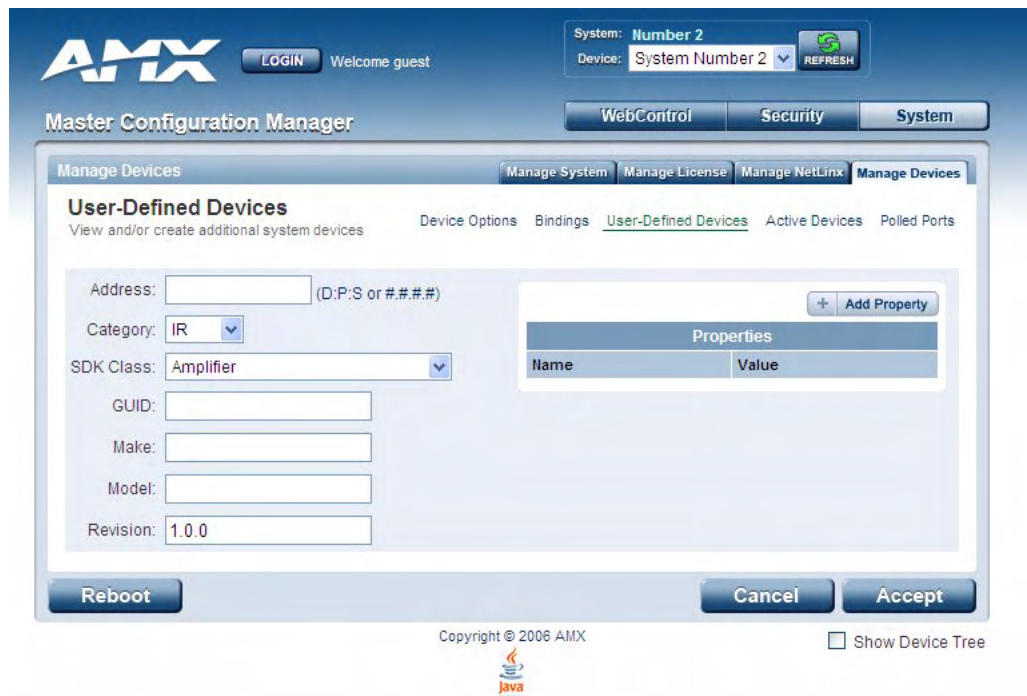 System: Number 2
AMX LOGIN Welcome guest
Device: System Number 2 REFRESH
Master Configuration Manager
WebControl Security System
Manage Devices
Manage System Manage License Manage NetLinx Manage Devices
User-Defined Devices
View and/or create additional system devices
Device Options Bindings User-Defined Devices Active Devices Polled Ports
Address: (D:P:S or #.#.#.#)
+ Add Property
Category: IR
Properties
SDK Class: Amplifier
Name Value
GUID:
Make:
Model:
Revision: 1.0.0
Reboot Cancel Accept
Copyright © 2006 AMX
Show Device Tree
Java